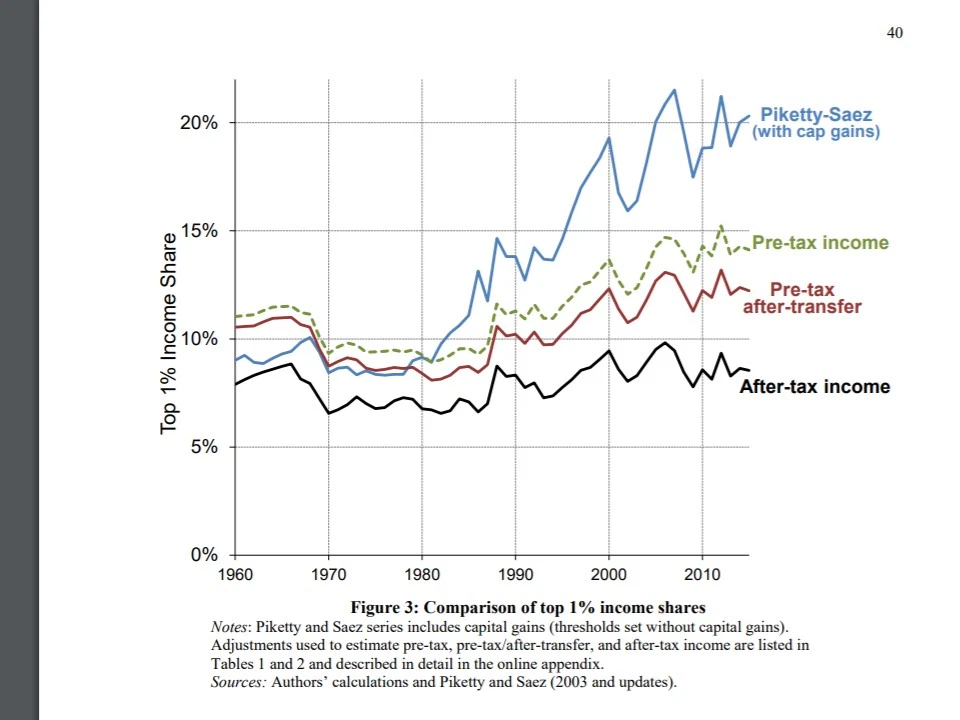 40
20%
15%
10%
5%
0%
Top 1% Income Share
Piketty-Saez
(with cap gains)
Pre-tax income
Pre-tax
after-transfer
After-tax income
1960 1970 1980 1990 2000 2010
Figure 3: Comparison of top 1% income shares
Notes: Piketty and Saez series includes capital gains (thresholds set without capital gains).
Adjustments used to estimate pre-tax, pre-tax/after-transfer, and after-tax income are listed in
Tables 1 and 2 and described in detail in the online appendix.
Sources: Authors’ calculations and Piketty and Saez (2003 and updates).